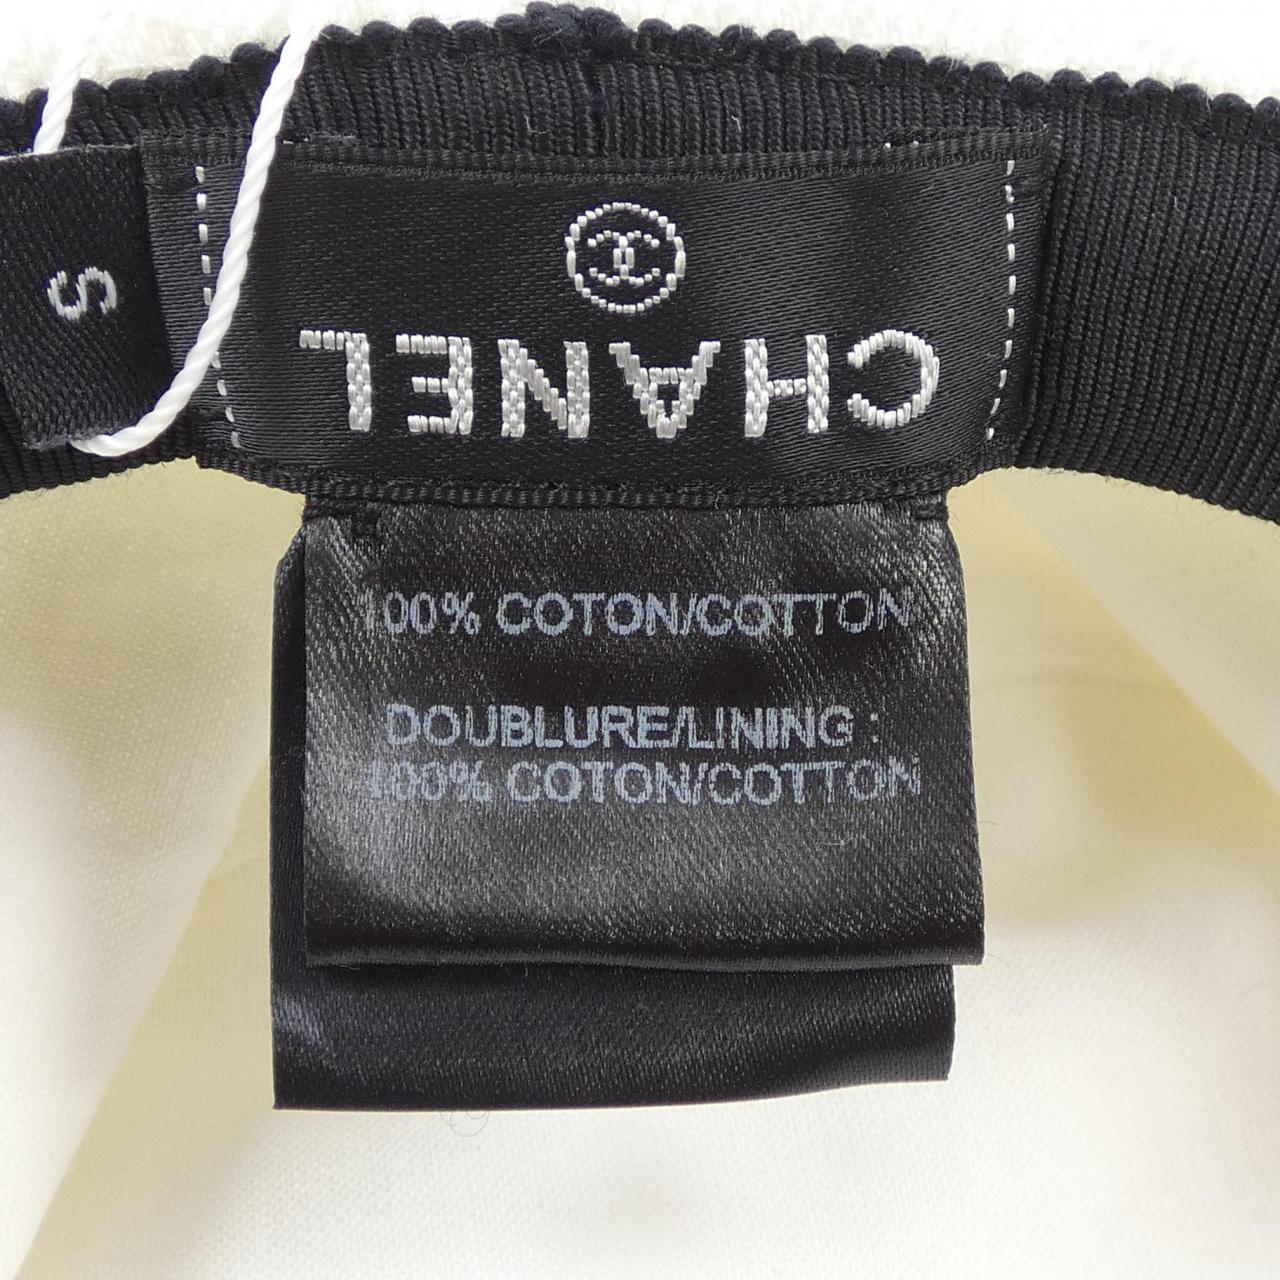 S
CHANEL
100% COTON/COTTON
DOUBLURE/LINING :
100% COTON/COTTON